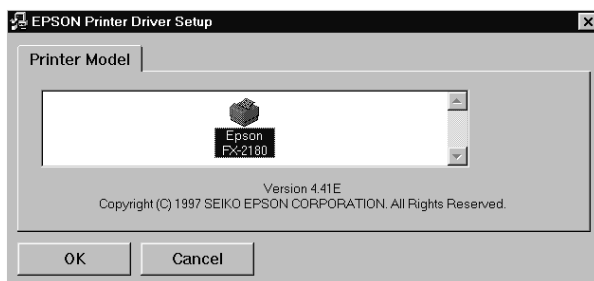 EPSON Printer Driver Setup
Printer Model
Epson
FX-2180
Version 4.41E
Copyright (C) 1997 SEIKO EPSON CORPORATION. All Rights Reserved.
OK
Cancel